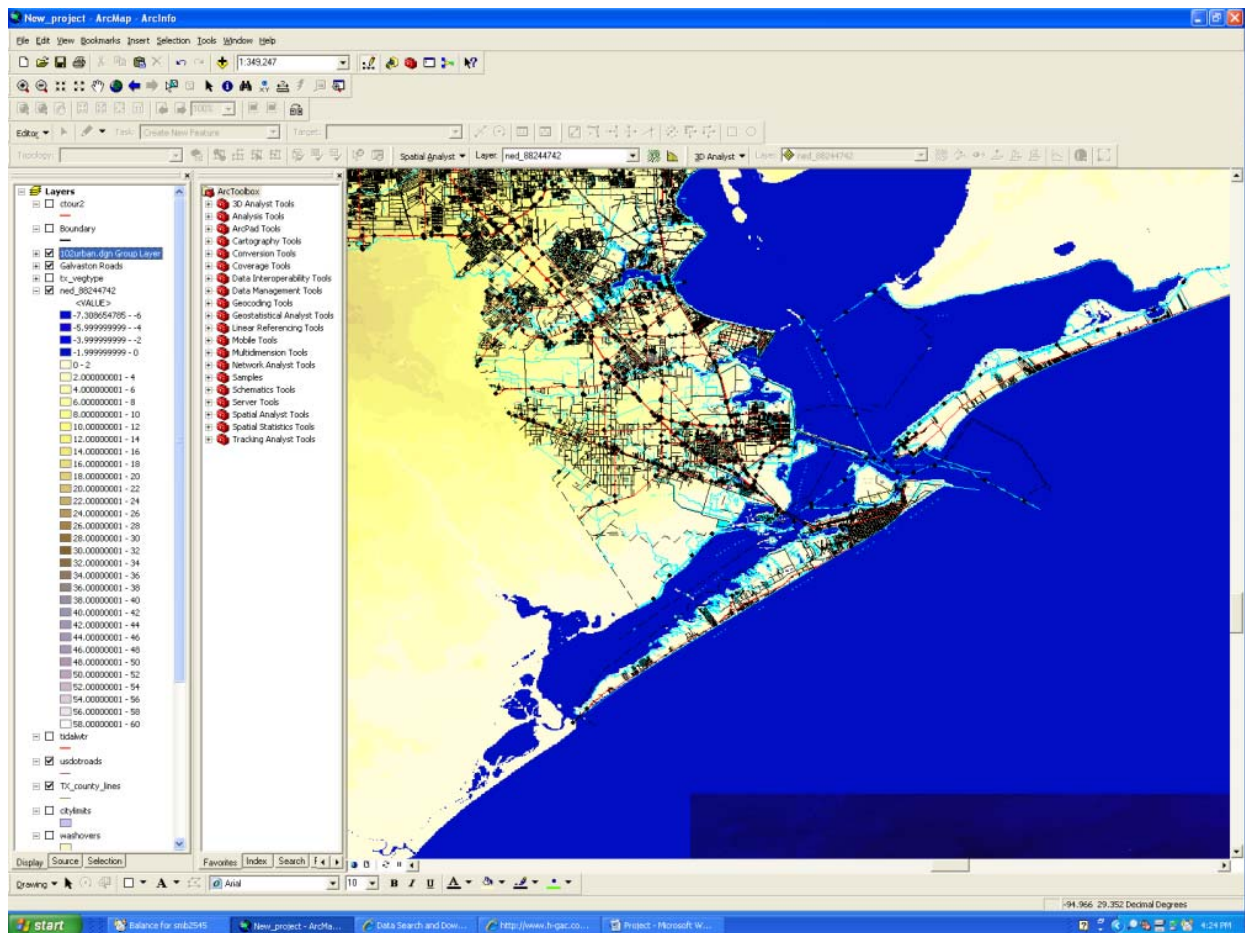 New_project - ArcMap - ArcInfo
File Edit View Bookmarks Insert Selection Tools Window Help
1:349,247
100%
Editor Task: Create New Feature Target:
Topology: Spatial Analyst Layer: ned_88244742 3D Analyst Layer: ned_88244742
Layers
ctour2
Boundary
102urban.dgn Group Layer
Galvaston Roads
tx_vegtype
ned_88244742
<VALUE>
-7.308654785 - -6
-5.999999999 - -4
-3.999999999 - -2
-1.999999999 - 0
0 - 2
2.000000001 - 4
4.000000001 - 6
6.000000001 - 8
8.000000001 - 10
10.00000001 - 12
12.00000001 - 14
14.00000001 - 16
16.00000001 - 18
18.00000001 - 20
20.00000001 - 22
22.00000001 - 24
24.00000001 - 26
26.00000001 - 28
28.00000001 - 30
30.00000001 - 32
32.00000001 - 34
34.00000001 - 36
36.00000001 - 38
38.00000001 - 40
40.00000001 - 42
42.00000001 - 44
44.00000001 - 46
46.00000001 - 48
48.00000001 - 50
50.00000001 - 52
52.00000001 - 54
54.00000001 - 56
56.00000001 - 58
58.00000001 - 60
tidalwtr
usdotroads
TX_county_lines
citylimits
washovers
Display Source Selection
ArcToolbox
3D Analyst Tools
Analysis Tools
ArcPad Tools
Cartography Tools
Conversion Tools
Coverage Tools
Data Interoperability Tools
Data Management Tools
Geocoding Tools
Geostatistical Analyst Tools
Linear Referencing Tools
Mobile Tools
Multidimension Tools
Network Analyst Tools
Samples
Schematics Tools
Server Tools
Spatial Analyst Tools
Spatial Statistics Tools
Tracking Analyst Tools
Favorites Index Search
Drawing A Arial 10 B I U A
-94.966 29.352 Decimal Degrees
start Balance for smb2545 New_project - ArcMa... Data Search and Dow... http://www.h-gac.co... Project - Microsoft W... 4:24 PM